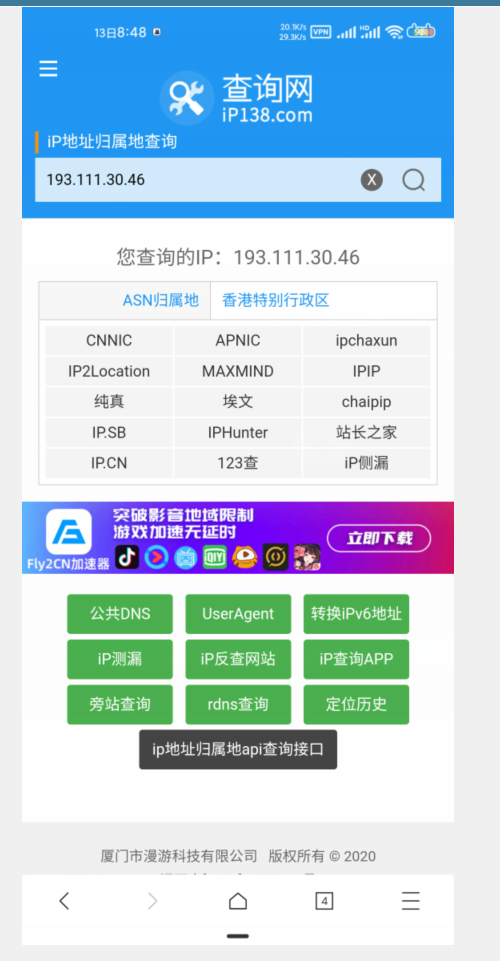 13日8:48
20.1K/s
29.3K/s
VPN
HD
查询网
iP138.com
iP地址归属地查询
193.111.30.46
X
您查询的IP：193.111.30.46
ASN归属地 香港特别行政区
CNNIC APNIC ipchaxun
IP2Location MAXMIND IPIP
纯真 埃文 chaipip
IP.SB IPHunter 站长之家
IP.CN 123查 iP侧漏
突破影音地域限制
游戏加速无延时
立即下载
Fly2CN加速器
iQIY
公共DNS UserAgent 转换iPv6地址
iP测漏 iP反查网站 iP查询APP
旁站查询 rdns查询 定位历史
ip地址归属地api查询接口
厦门市漫游科技有限公司 版权所有 © 2020
4